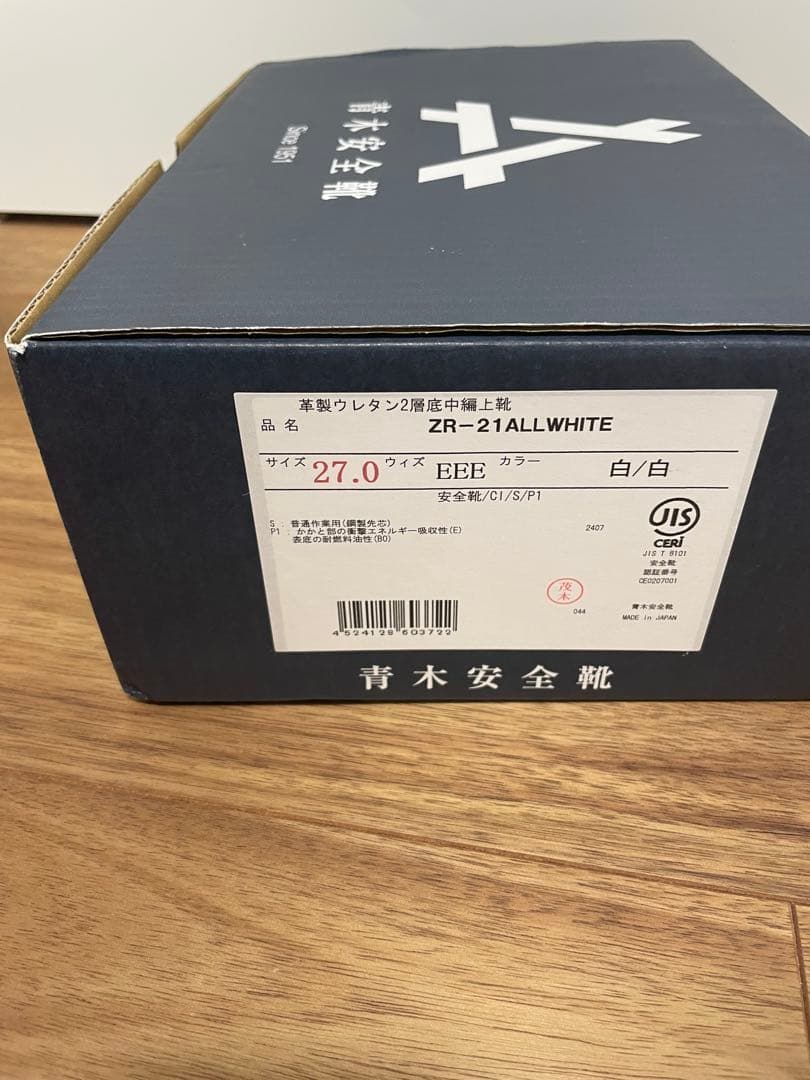 青木安全靴
Since 1951
革製ウレタン2層底中編上靴
品名 ZR-21ALLWHITE
サイズ 27.0 ウィズ EEE カラー 白/白
安全靴/CI/S/P1
S : 普通作業用(鋼製先芯)
P1 : かかと部の衝撃エネルギー吸収性(E)
表底の耐燃料油性(BO)
2407
JIS
CERI
JIS T 8101
安全靴
認証番号
CE0207001
茂木
044
青木安全靴
MADE in JAPAN
4524128603722
青木安全靴